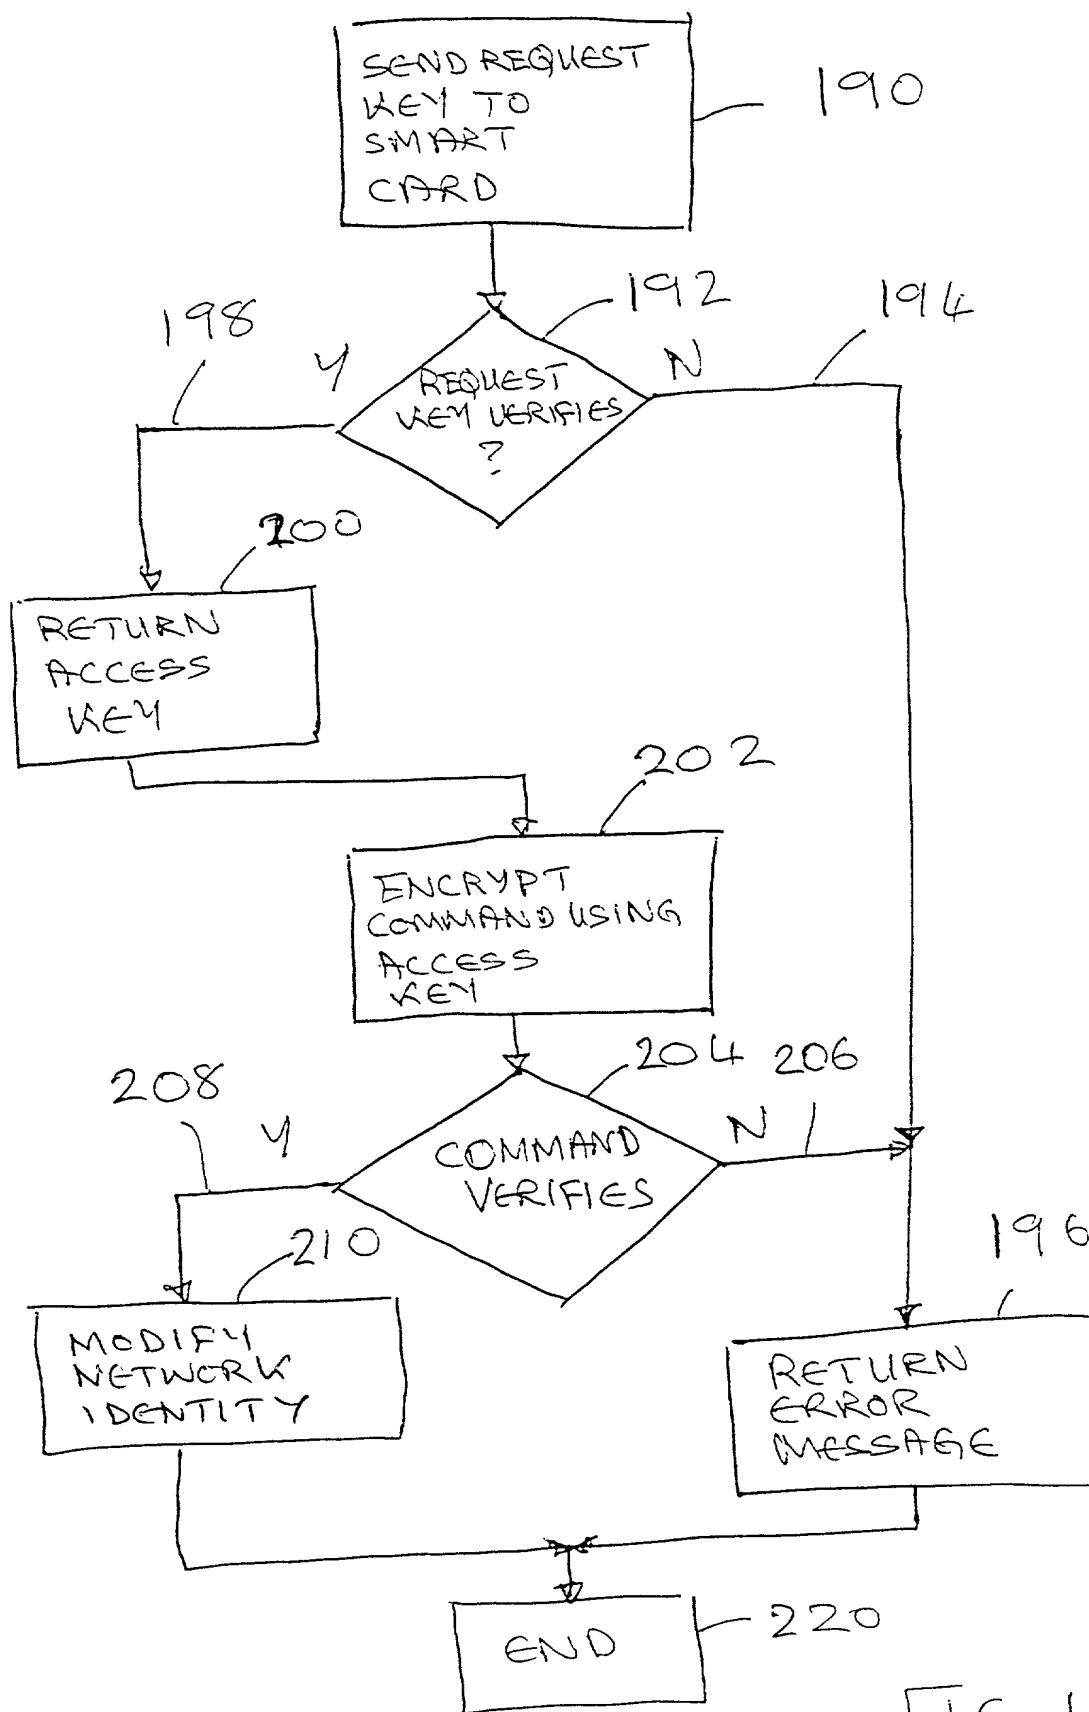 SEND REQUEST
KEY TO
SMART
CARD
190
192
194
198
Y
N
REQUEST
KEY VERIFIES
?
200
RETURN
ACCESS
KEY
202
ENCRYPT
COMMAND USING
ACCESS
KEY
204
206
208
Y
N
COMMAND
VERIFIES
210
196
MODIFY
NETWORK
IDENTITY
RETURN
ERROR
MESSAGE
END
220